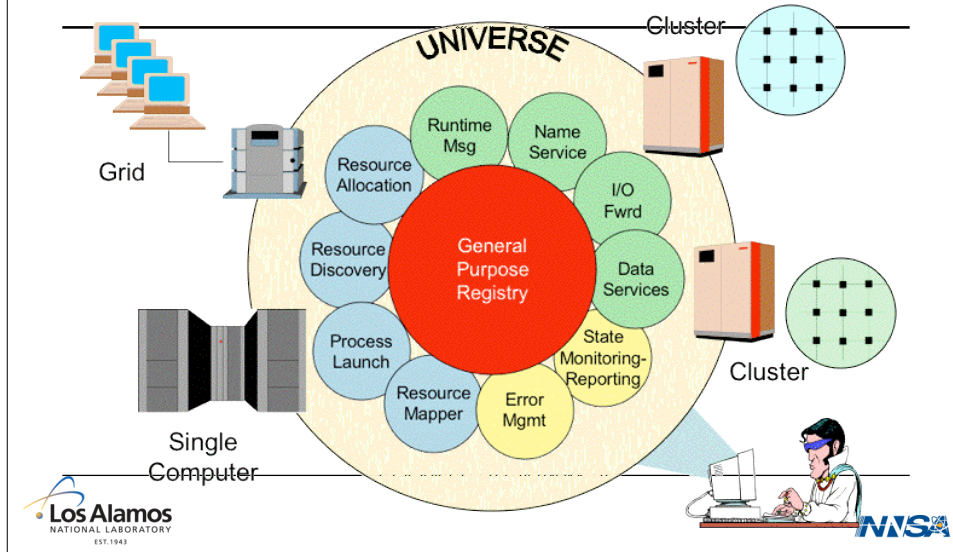 UNIVERSE
Cluster
Grid
Runtime
Msg
Name
Service
Resource
Allocation
I/O
Fwrd
Resource
Discovery
General
Purpose
Registry
Data
Services
Process
Launch
State
Monitoring-
Reporting
Resource
Mapper
Error
Mgmt
Cluster
Single
Computer
Los Alamos
NATIONAL LABORATORY
EST.1943
NNSA